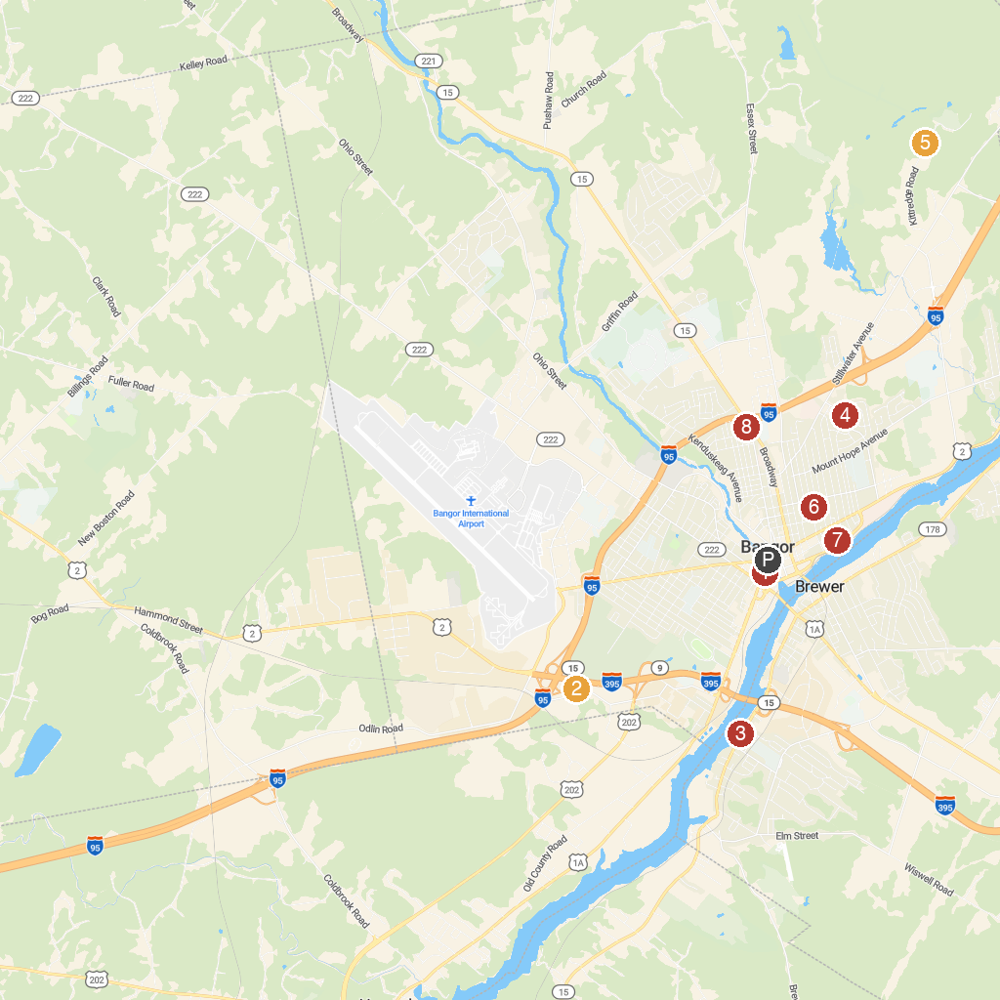 Broadway
Kelley Road
221
222
15
Pushaw Road
Church Road
Essex Street
Ohio Street
5
222
15
Kittredge Road
Clark Road
Griffin Road
95
15
222
Stillwater Avenue
Ohio Street
Billings Road
Fuller Road
95
4
8
222
Mount Hope Avenue
95
Kenduskeag Avenue
Broadway
2
Bangor International
Airport
New Boston Road
6
178
7
Bangor
222
P
2
95
Brewer
Bog Road
Hammond Street
2
2
1A
Coldbrook Road
15
9
395
395
2
95
15
202
Odlin Road
3
95
202
395
Elm Street
95
1A
Old County Road
Wiswell Road
Coldbrook Road
202
15